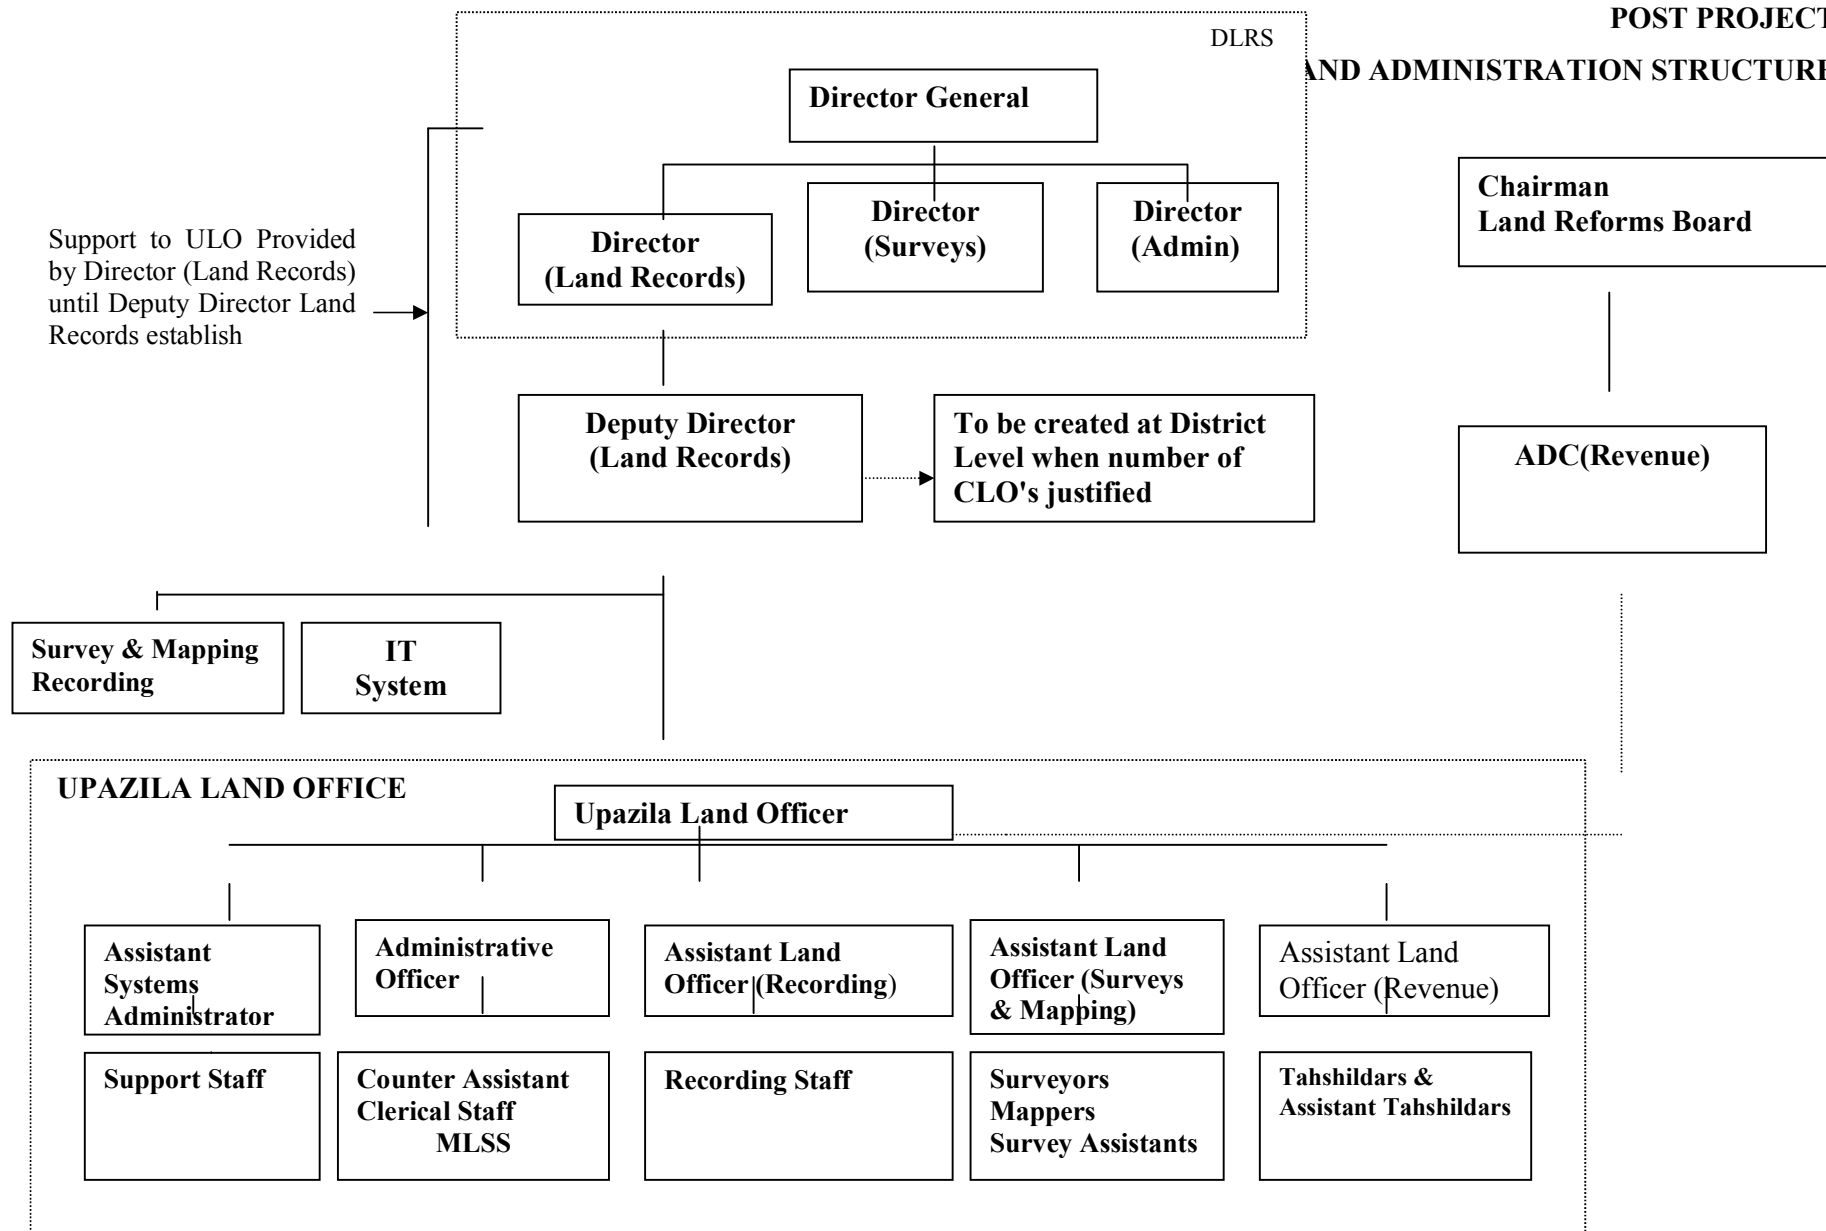 POST PROJECT
DLRS
AND ADMINISTRATION STRUCTURE
Director General
Director
(Land Records)
Director
(Surveys)
Director
(Admin)
Chairman
Land Reforms Board
Support to ULO Provided
by Director (Land Records)
until Deputy Director Land
Records establish
Deputy Director
(Land Records)
To be created at District
Level when number of
CLO's justified
ADC(Revenue)
Survey & Mapping
Recording
IT
System
UPAZILA LAND OFFICE
Upazila Land Officer
Assistant
Systems
Administrator
Administrative
Officer
Assistant Land
Officer (Recording)
Assistant Land
Officer (Surveys
& Mapping)
Assistant Land
Officer (Revenue)
Support Staff
Counter Assistant
Clerical Staff
MLSS
Recording Staff
Surveyors
Mappers
Survey Assistants
Tahshildars &
Assistant Tahshildars